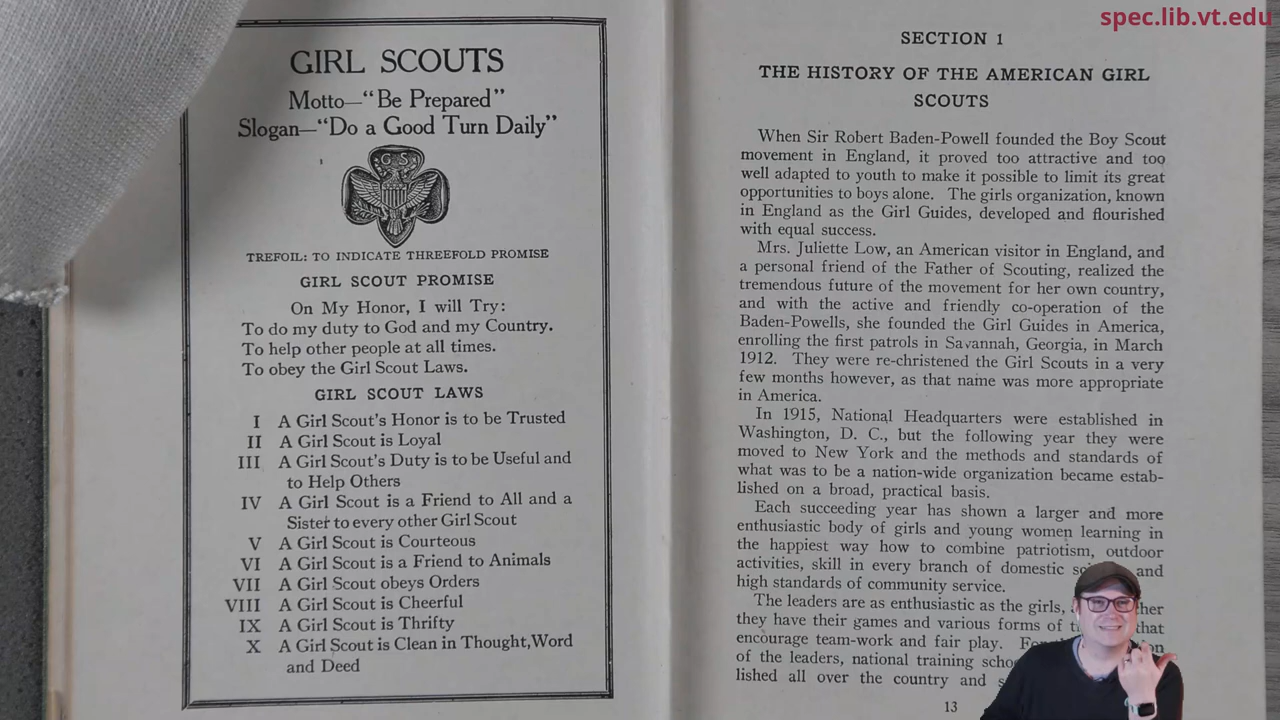 spec.lib.vt.edu
GIRL SCOUTS
Motto—"Be Prepared"
Slogan—"Do a Good Turn Daily"
G S
TREFOIL: TO INDICATE THREEFOLD PROMISE
GIRL SCOUT PROMISE
On My Honor, I will Try:
To do my duty to God and my Country.
To help other people at all times.
To obey the Girl Scout Laws.
GIRL SCOUT LAWS
I A Girl Scout's Honor is to be Trusted
II A Girl Scout is Loyal
III A Girl Scout's Duty is to be Useful and
to Help Others
IV A Girl Scout is a Friend to All and a
Sister to every other Girl Scout
V A Girl Scout is Courteous
VI A Girl Scout is a Friend to Animals
VII A Girl Scout obeys Orders
VIII A Girl Scout is Cheerful
IX A Girl Scout is Thrifty
X A Girl Scout is Clean in Thought, Word
and Deed
SECTION 1
THE HISTORY OF THE AMERICAN GIRL
SCOUTS
When Sir Robert Baden-Powell founded the Boy Scout
movement in England, it proved too attractive and too
well adapted to youth to make it possible to limit its great
opportunities to boys alone. The girls organization, known
in England as the Girl Guides, developed and flourished
with equal success.
Mrs. Juliette Low, an American visitor in England, and
a personal friend of the Father of Scouting, realized the
tremendous future of the movement for her own country,
and with the active and friendly co-operation of the
Baden-Powells, she founded the Girl Guides in America,
enrolling the first patrols in Savannah, Georgia, in March
1912. They were re-christened the Girl Scouts in a very
few months however, as that name was more appropriate
in America.
In 1915, National Headquarters were established in
Washington, D. C., but the following year they were
moved to New York and the methods and standards of
what was to be a nation-wide organization became estab-
lished on a broad, practical basis.
Each succeeding year has shown a larger and more
enthusiastic body of girls and young women learning in
the happiest way how to combine patriotism, outdoor
activities, skill in every branch of domestic and
high standards of community service.
The leaders are as enthusiastic as the girls,
they have their games and various forms of that
encourage team-work and fair play.
of the leaders, national training
lished all over the country and
13